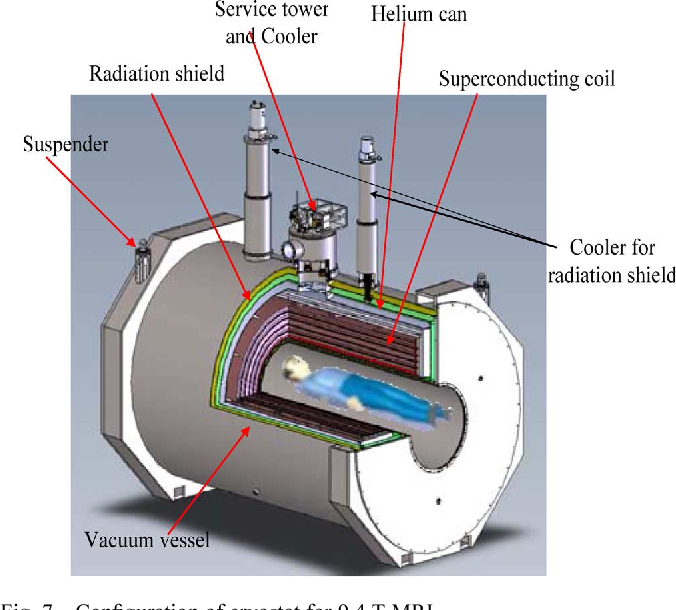 Service tower
and Cooler
Helium can
Radiation shield
Superconducting coil
Suspender
Cooler for
radiation shield
Vacuum vessel
Fig. 7. Configuration of cryostat for 9.4 T MRI